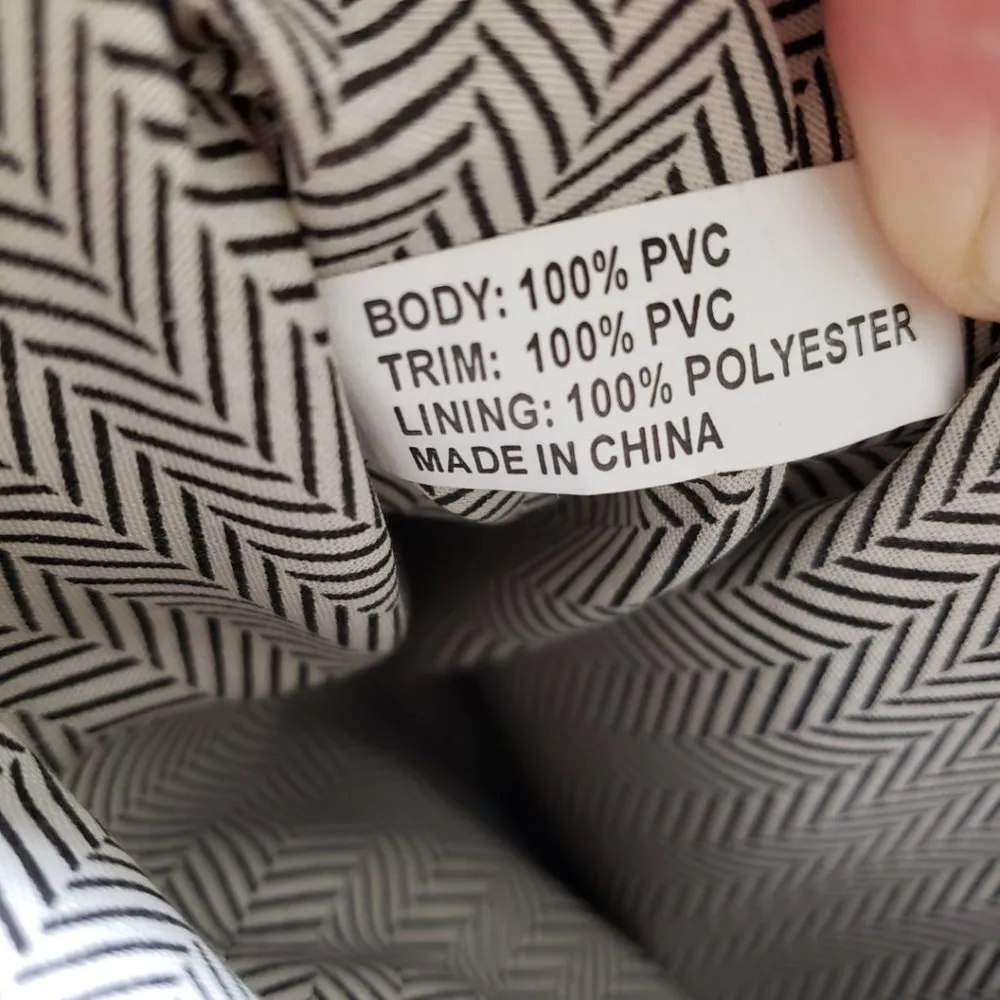 BODY: 100% PVC
TRIM: 100% PVC
LINING: 100% POLYESTER
MADE IN CHINA